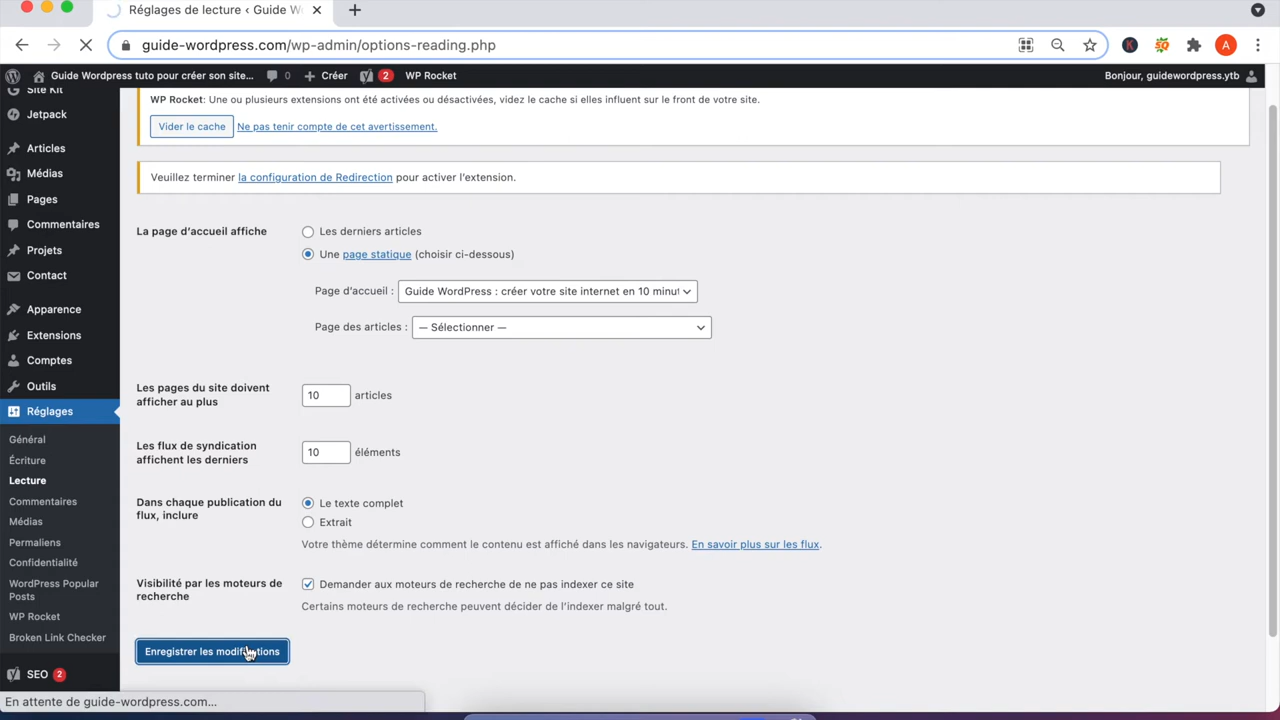 Réglages de lecture ‹ Guide W
guide-wordpress.com/wp-admin/options-reading.php
A
Guide Wordpress tuto pour créer son site... 0 Créer 2 WP Rocket Bonjour, guidewordpress.ytb
Site Kit
Jetpack
Articles
Médias
Pages
Commentaires
Projets
Contact
Apparence
Extensions
Comptes
Outils
Réglages
Général
Écriture
Lecture
Commentaires
Médias
Permaliens
Confidentialité
WordPress Popular
Posts
WP Rocket
Broken Link Checker
SEO 2
WP Rocket: Une ou plusieurs extensions ont été activées ou désactivées, videz le cache si elles influent sur le front de votre site.
Vider le cache Ne pas tenir compte de cet avertissement.
Veuillez terminer la configuration de Redirection pour activer l'extension.
La page d'accueil affiche
Les derniers articles
Une page statique (choisir ci-dessous)
Page d'accueil : Guide WordPress : créer votre site internet en 10 minut
Page des articles : — Sélectionner —
Les pages du site doivent
afficher au plus
10 articles
Les flux de syndication
affichent les derniers
10 éléments
Dans chaque publication du
flux, inclure
Le texte complet
Extrait
Votre thème détermine comment le contenu est affiché dans les navigateurs. En savoir plus sur les flux.
Visibilité par les moteurs de
recherche
Demander aux moteurs de recherche de ne pas indexer ce site
Certains moteurs de recherche peuvent décider de l'indexer malgré tout.
Enregistrer les modifications
En attente de guide-wordpress.com...